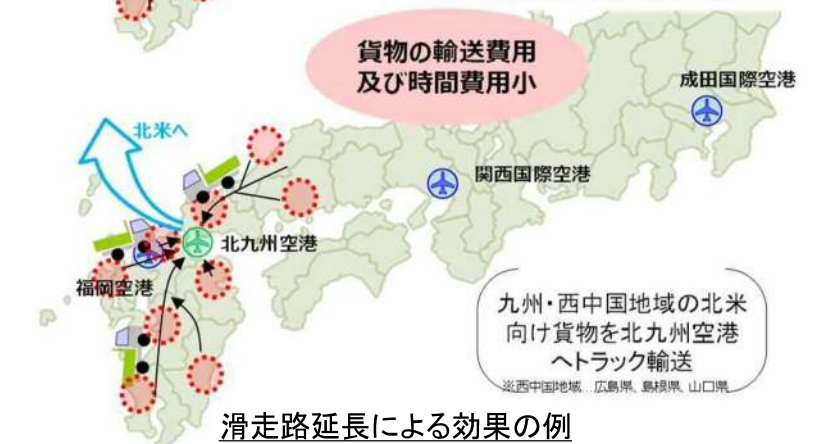 貨物の輸送費用
及び時間費用小
成田国際空港
北米へ
関西国際空港
北九州空港
福岡空港
九州・西中国地域の北米
向け貨物を北九州空港
へトラック輸送
※西中国地域…広島県、島根県、山口県
滑走路延長による効果の例